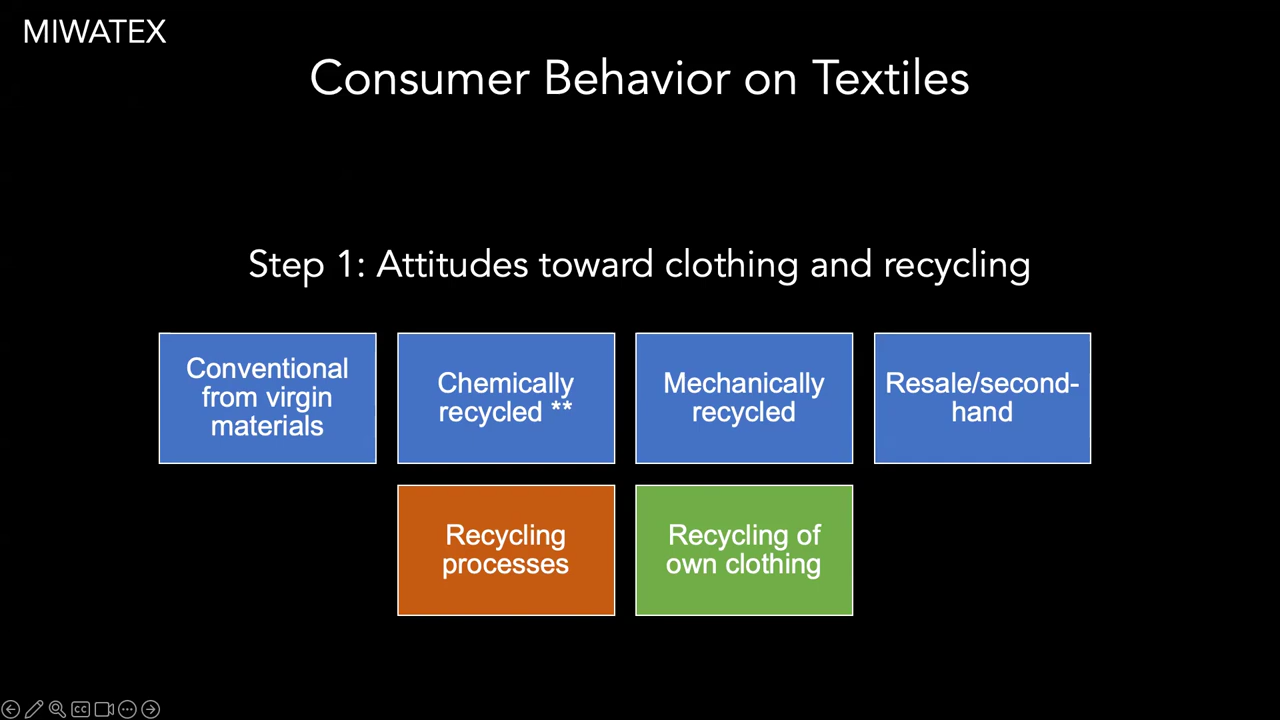 MIWATEX
Consumer Behavior on Textiles
Step 1: Attitudes toward clothing and recycling
Conventional
from virgin
materials
Chemically
recycled **
Mechanically
recycled
Resale/second-
hand
Recycling
processes
Recycling of
own clothing
CC